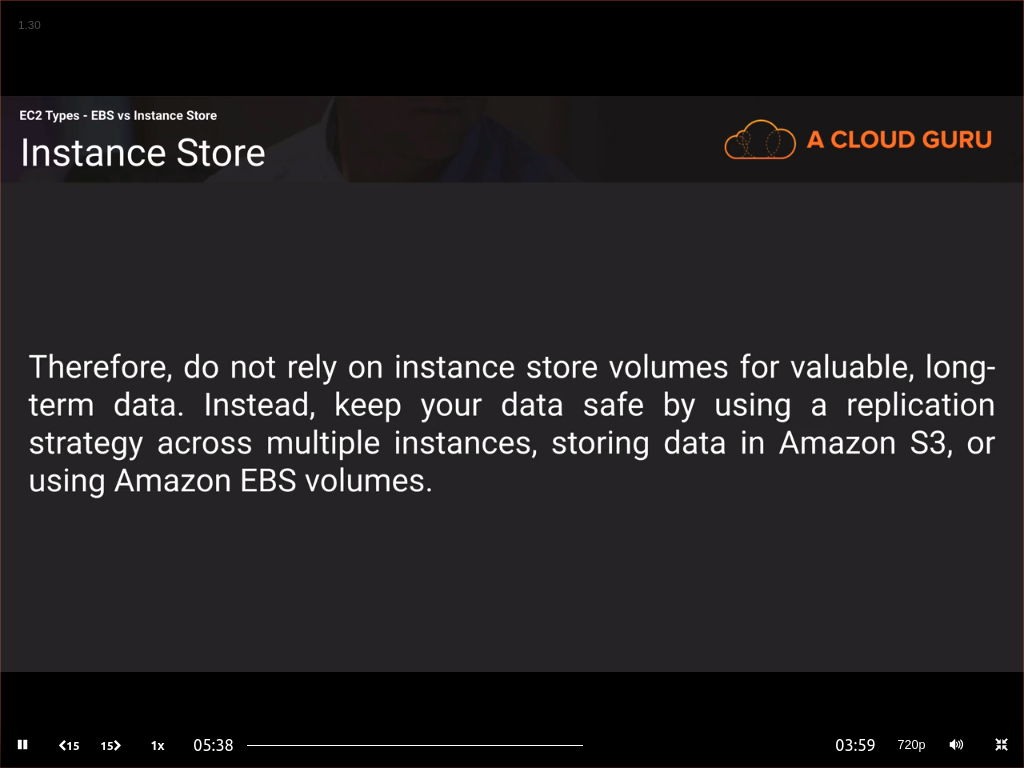 1.30
EC2 Types - EBS vs Instance Store
Instance Store
A CLOUD GURU
Therefore, do not rely on instance store volumes for valuable, long-
term data. Instead, keep your data safe by using a replication
strategy across multiple instances, storing data in Amazon S3, or
using Amazon EBS volumes.
15 15 1x 05:38 03:59 720p